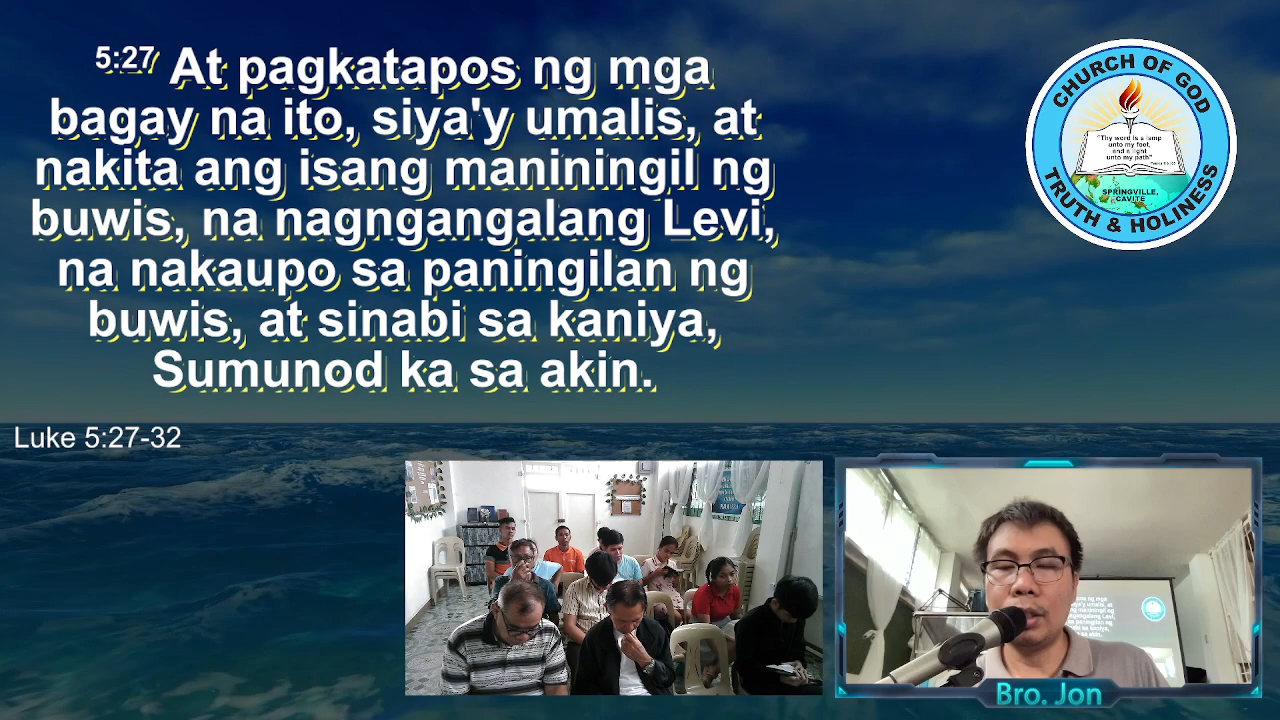 5:27 At pagkatapos ng mga
bagay na ito, siya'y umalis, at
nakita ang isang maniningil ng
buwis, na nagngangalang Levi,
na nakaupo sa paningilan ng
buwis, at sinabi sa kaniya,
Sumunod ka sa akin.
Luke 5:27-32
CHURCH OF GOD
"Thy word is a lamp
unto my feet,
and a light
unto my path"
SPRINGVILLE,
CAVITE
TRUTH & HOLINESS
Bro. Jon